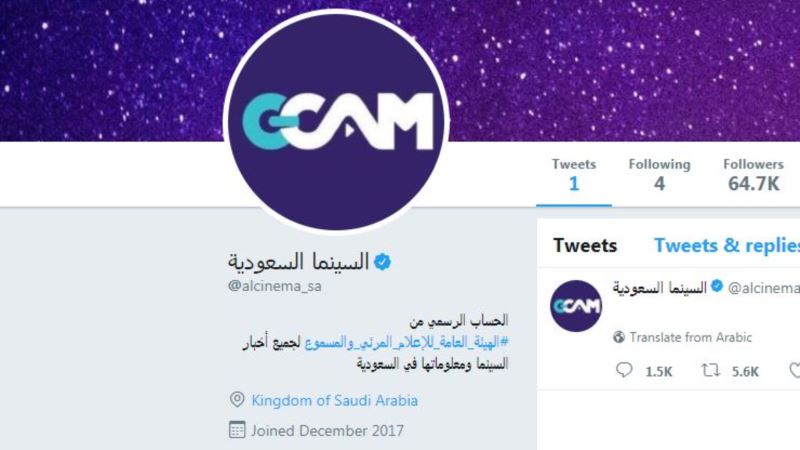 GCAM
Tweets
1
Following
4
Followers
64.7K
السينما السعودية
@alcinema_sa
الحساب الرسمي من
#الهيئة_العامة_للإعلام_المرئي_والمسموع لجميع أخبار
السينما ومعلوماتها في السعودية
Kingdom of Saudi Arabia
Joined December 2017
Tweets
Tweets & replies
GCAM
السينما السعودية @alcinema
Translate from Arabic
1.5K
5.6K